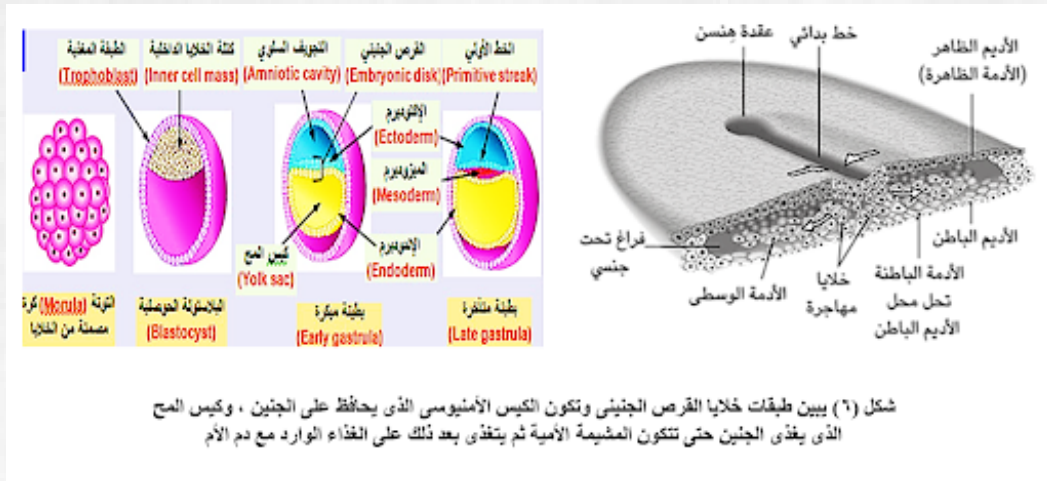 الطبقة المغذية
(Trophoblast)
كتلة الخلايا الداخلية
(Inner cell mass)
التجويف السلوي
(Amniotic cavity)
القرص الجنيني
(Embryonic disk)
الخط الأولي
(Primitive streak)
الإكتوديرم
(Ectoderm)
الميزوديرم
(Mesoderm)
الإندوديرم
(Endoderm)
كيس المح
(Yolk sac)
التوتة (Morula) كرة
مصمتة من الخلايا
البلاستولة الحوصلية
(Blastocyst)
بطينة مبكرة
(Early gastrula)
بطينة متأخرة
(Late gastrula)
عقدة هِنسن
خط بدائي
الأديم الظاهر
(الأدمة الظاهرة)
الأديم الباطن
فراغ تحت
جنسي
الأدمة الوسطى
خلايا
مهاجرة
الأدمة الباطنة
تحل محل
الأديم الباطن
شكل (٦) يبين طبقات خلايا القرص الجنينى وتكون الكيس الأمنيوسى الذى يحافظ على الجنين ، وكيس المح
الذى يغذى الجنين حتى تتكون المشيمة الأمية ثم يتغذى بعد ذلك على الغذاء الوارد مع دم الأم